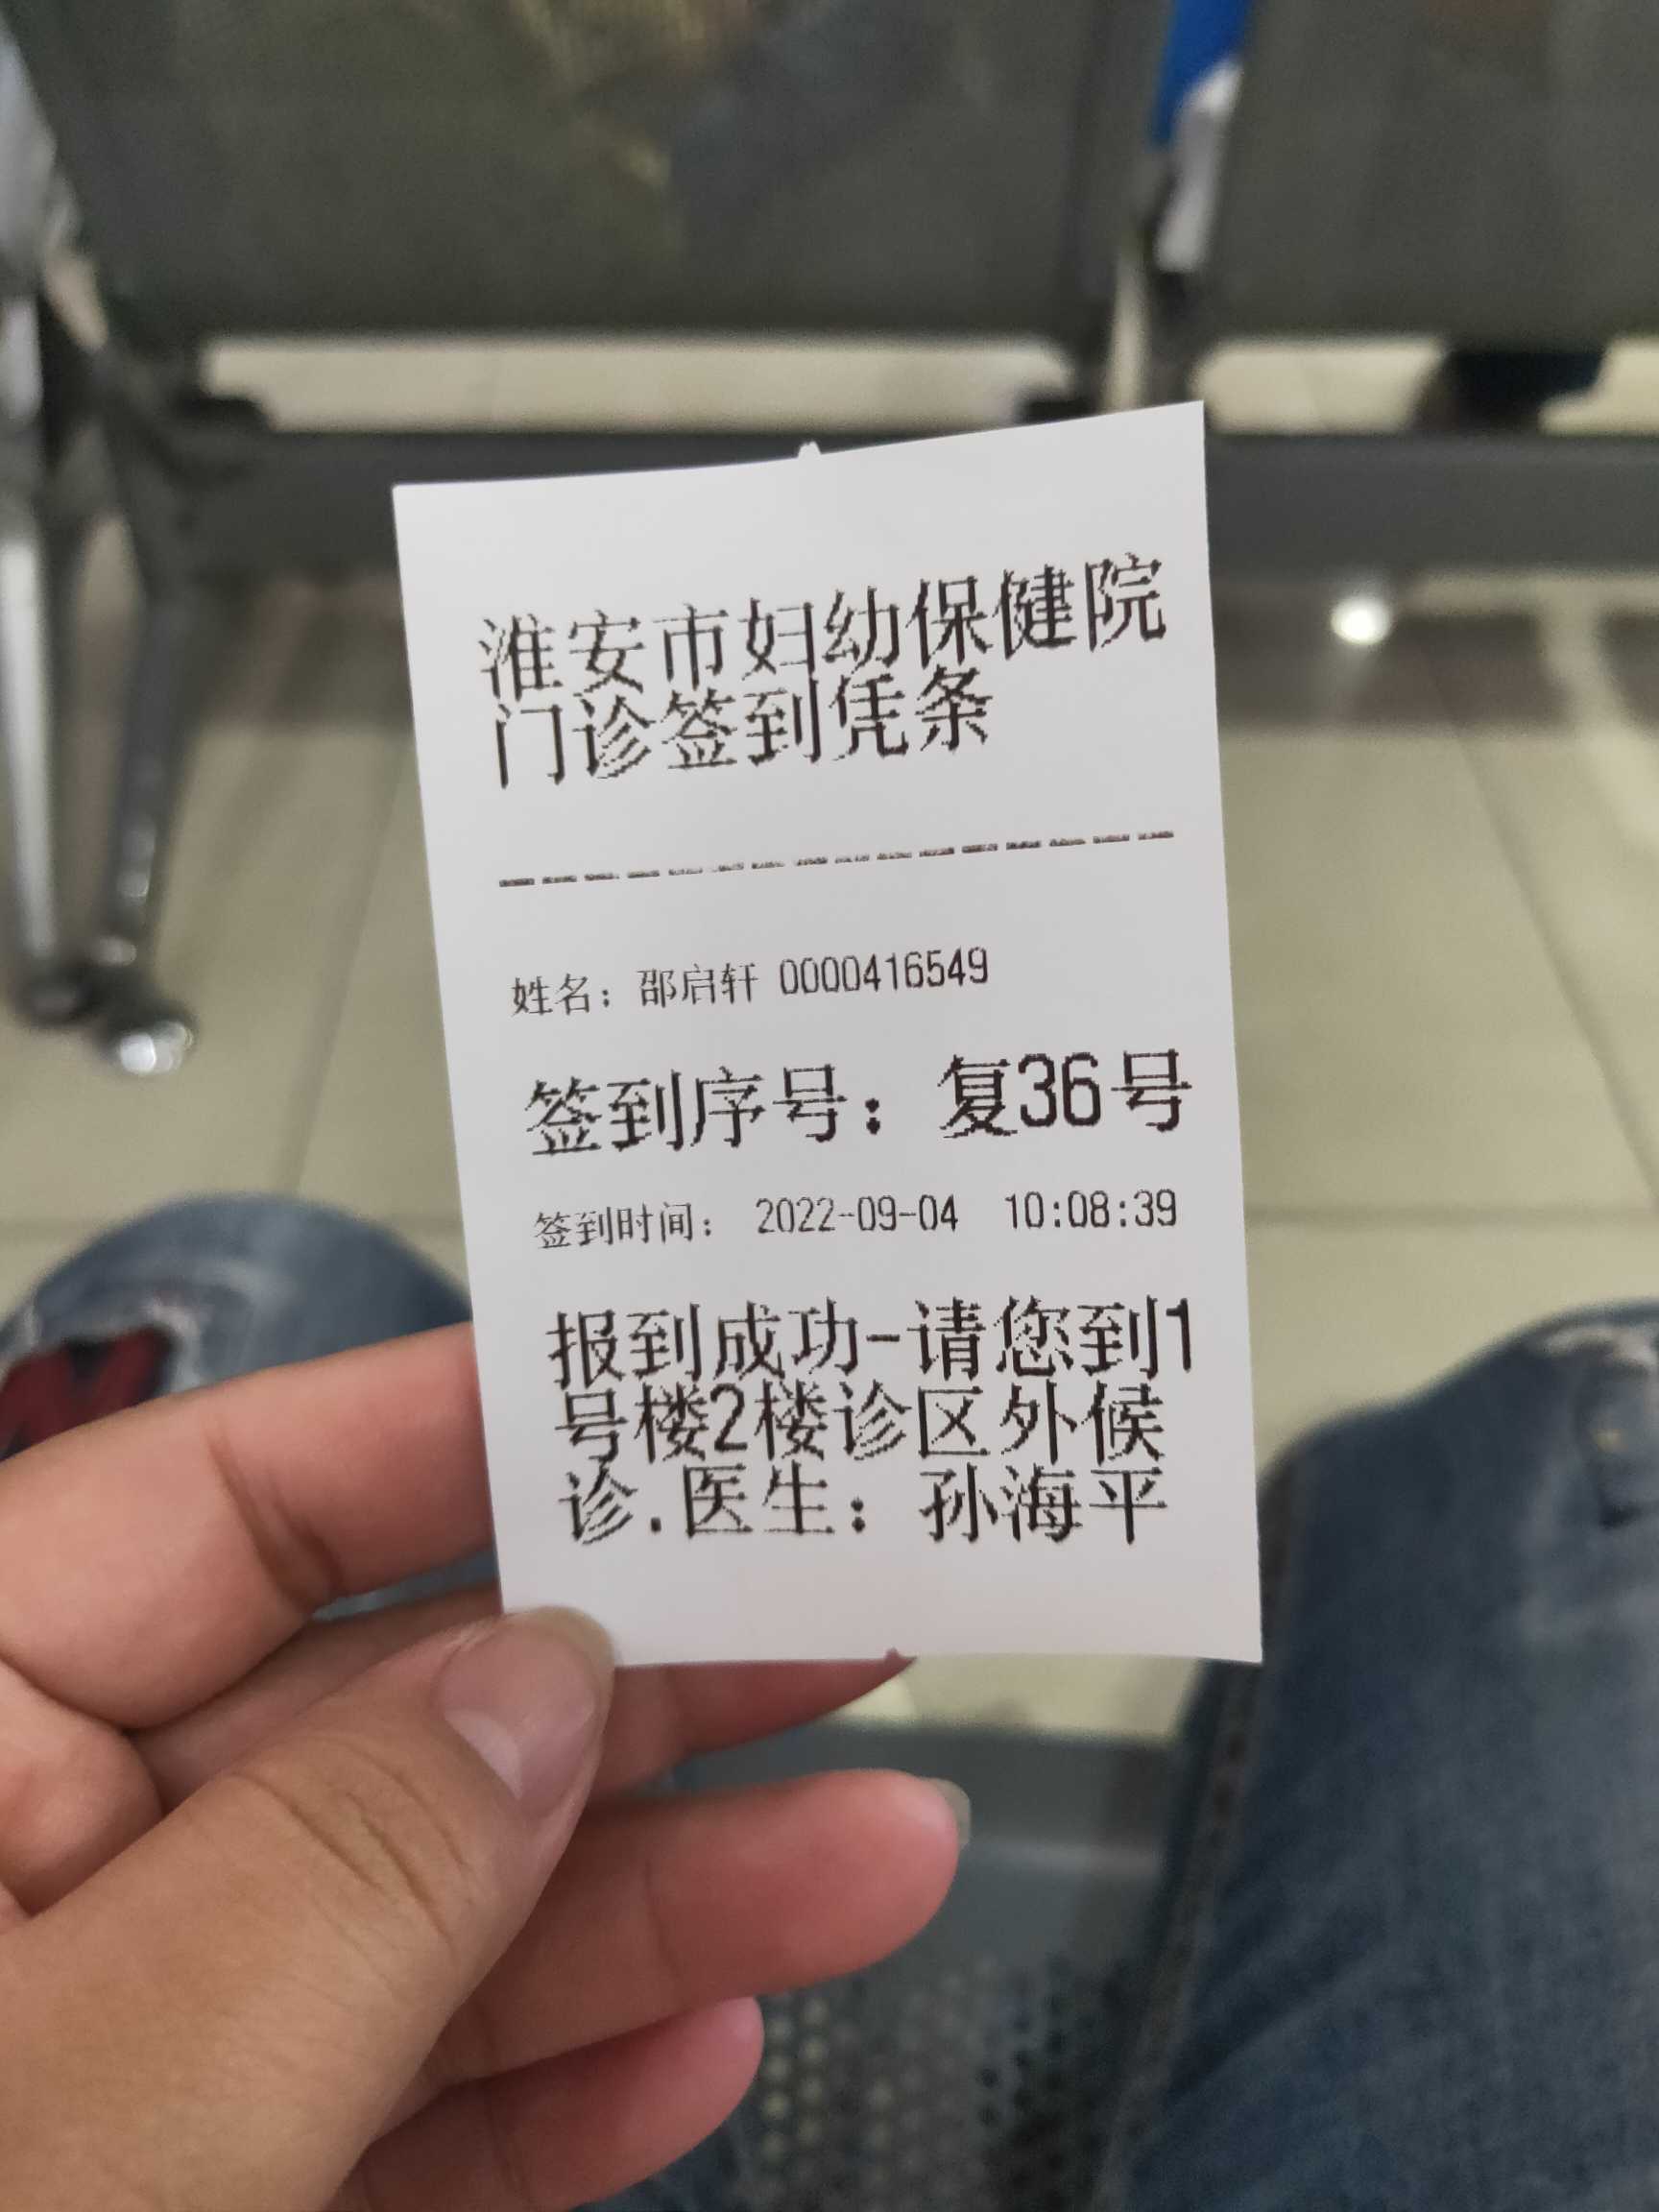 淮安市妇幼保健院
门诊签到凭条
姓名：邵启轩 0000416549
签到序号：复36号
签到时间： 2022-09-04 10:08:39
报到成功-请您到1
号楼2楼诊区外候
诊.医生：孙海平